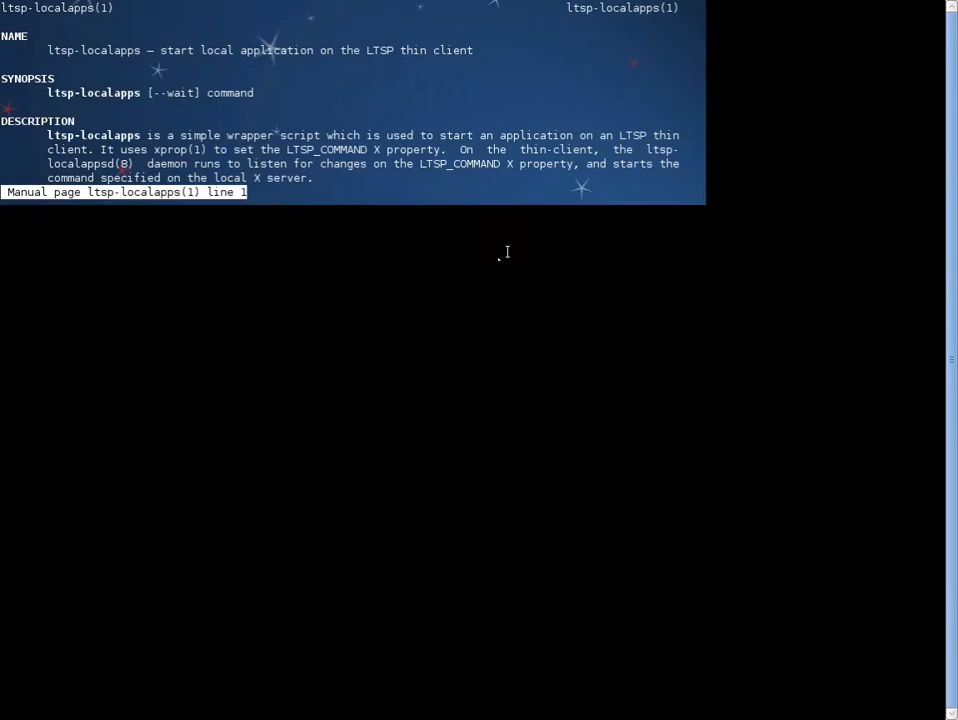 ltsp-localapps(1) ltsp-localapps(1)
NAME
ltsp-localapps – start local application on the LTSP thin client
SYNOPSIS
ltsp-localapps [--wait] command
DESCRIPTION
ltsp-localapps is a simple wrapper script which is used to start an application on an LTSP thin
client. It uses xprop(1) to set the LTSP_COMMAND X property. On the thin-client, the ltsp-
localappsd(8) daemon runs to listen for changes on the LTSP_COMMAND X property, and starts the
command specified on the local X server.
Manual page ltsp-localapps(1) line 1